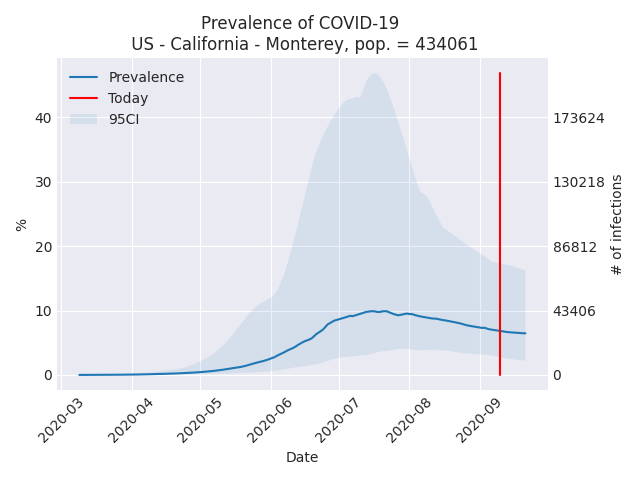 Prevalence of COVID-19
US - California - Monterey, pop. = 434061
Prevalence
Today
95CI
40
30
20
10
0
%
173624
130218
86812
43406
0
# of infections
2020-03
2020-04
2020-05
2020-06
2020-07
2020-08
2020-09
Date